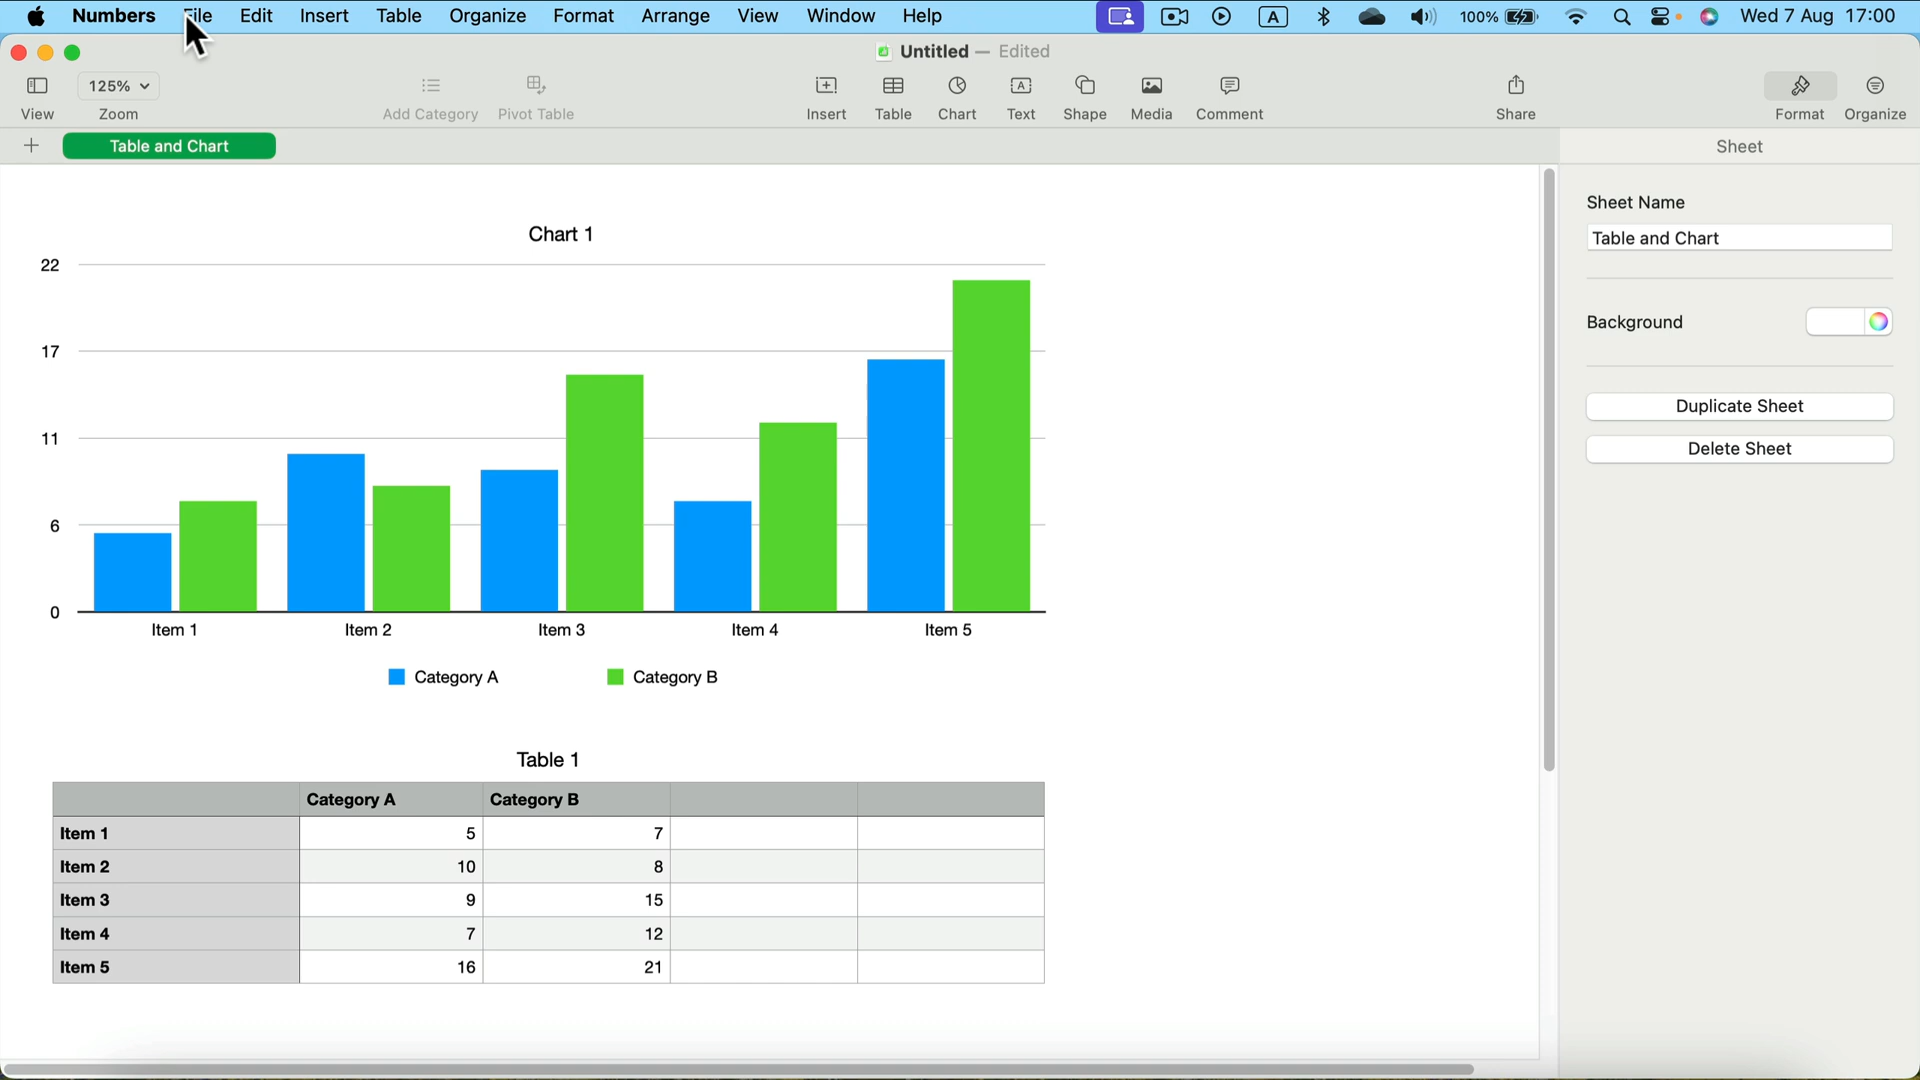 Numbers File Edit Insert Table Organize Format Arrange View Window Help A 100% Wed 7 Aug 17:00
Untitled — Edited
125%
View Zoom Add Category Pivot Table Insert Table Chart Text Shape Media Comment Share Format Organize
Table and Chart
Sheet
Sheet Name
Table and Chart
Background
Duplicate Sheet
Delete Sheet
Chart 1
22
17
11
6
0
Item 1 Item 2 Item 3 Item 4 Item 5
Category A Category B
Table 1
Category A Category B
Item 1 5 7
Item 2 10 8
Item 3 9 15
Item 4 7 12
Item 5 16 21